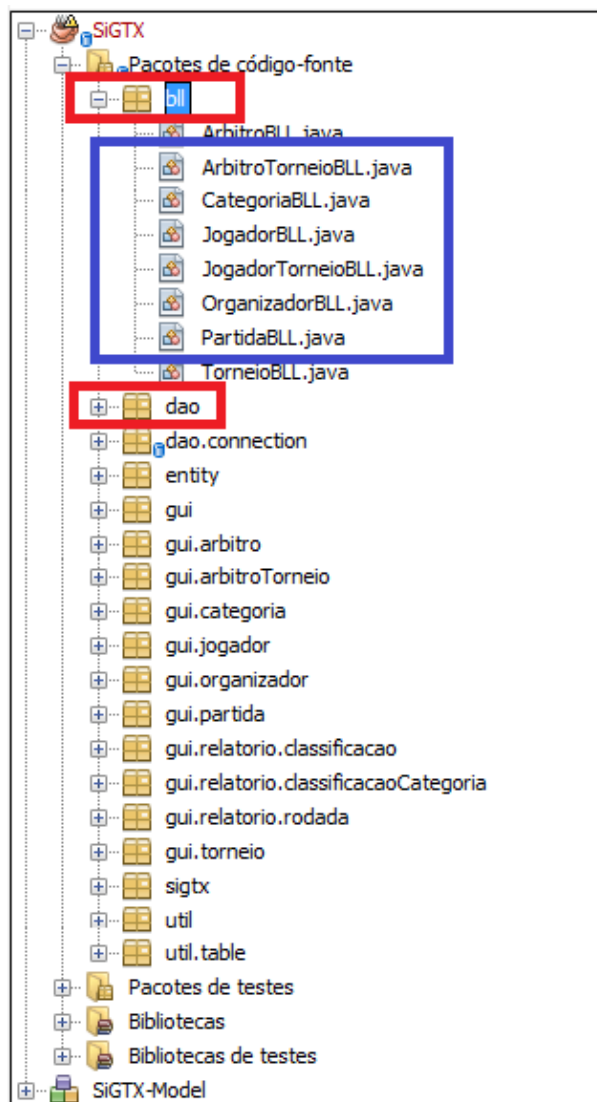 SiGTX
Pacotes de código-fonte
bll
ArbitroBLL.java
ArbitroTorneioBLL.java
CategoriaBLL.java
JogadorBLL.java
JogadorTorneioBLL.java
OrganizadorBLL.java
PartidaBLL.java
TorneioBLL.java
dao
dao.connection
entity
gui
gui.arbitro
gui.arbitroTorneio
gui.categoria
gui.jogador
gui.organizador
gui.partida
gui.relatorio.classificacao
gui.relatorio.classificacaoCategoria
gui.relatorio.rodada
gui.torneio
sigtx
util
util.table
Pacotes de testes
Bibliotecas
Bibliotecas de testes
SiGTX-Model